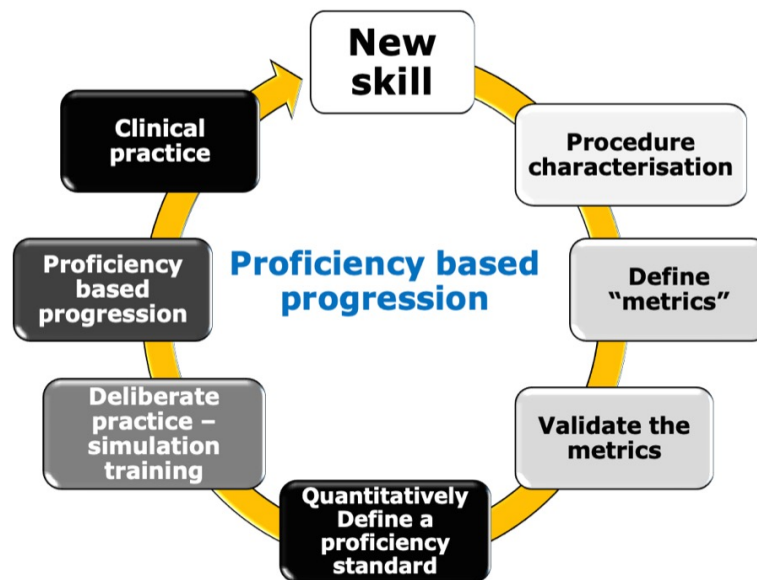 New
skill
Procedure
characterisation
Define
“metrics”
Validate the
metrics
Quantitatively
Define a
proficiency
standard
Deliberate
practice –
simulation
training
Proficiency
based
progression
Clinical
practice
Proficiency based
progression